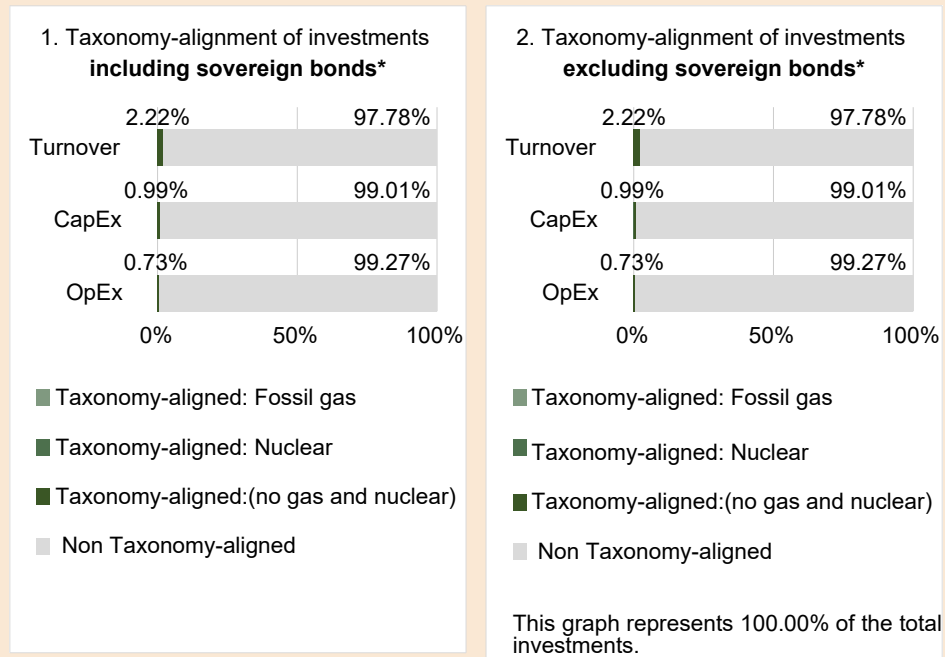 1. Taxonomy-alignment of investments
including sovereign bonds*
2.22% 97.78%
Turnover
0.99% 99.01%
CapEx
0.73% 99.27%
OpEx
0% 50% 100%
Taxonomy-aligned: Fossil gas
Taxonomy-aligned: Nuclear
Taxonomy-aligned:(no gas and nuclear)
Non Taxonomy-aligned
2. Taxonomy-alignment of investments
excluding sovereign bonds*
2.22% 97.78%
Turnover
0.99% 99.01%
CapEx
0.73% 99.27%
OpEx
0% 50% 100%
Taxonomy-aligned: Fossil gas
Taxonomy-aligned: Nuclear
Taxonomy-aligned:(no gas and nuclear)
Non Taxonomy-aligned
This graph represents 100.00% of the total
investments.